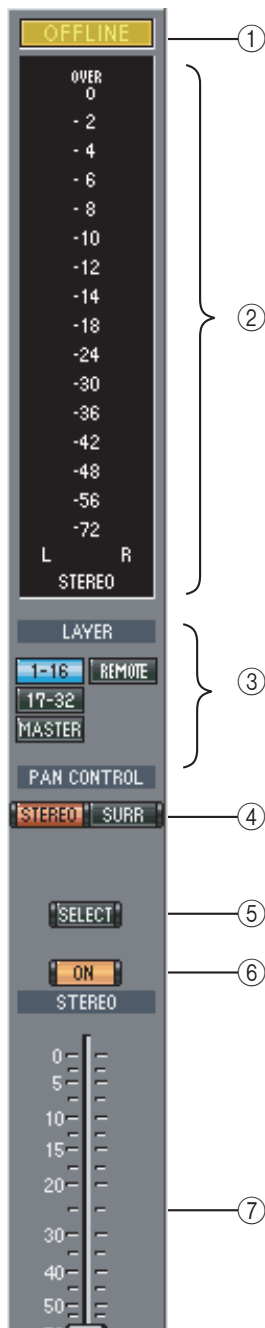 OFFLINE ①
OVER
0
- 2
- 4
- 6
- 8
-10
-12
-14
-18
-24
-30
-36
-42
-48
-56
-72
L R
STEREO
②
LAYER
1-16 REMOTE
17-32
MASTER
③
PAN CONTROL
STEREO SURR ④
SELECT ⑤
ON ⑥
STEREO
0
5
10
15
20
30
40
50
⑦